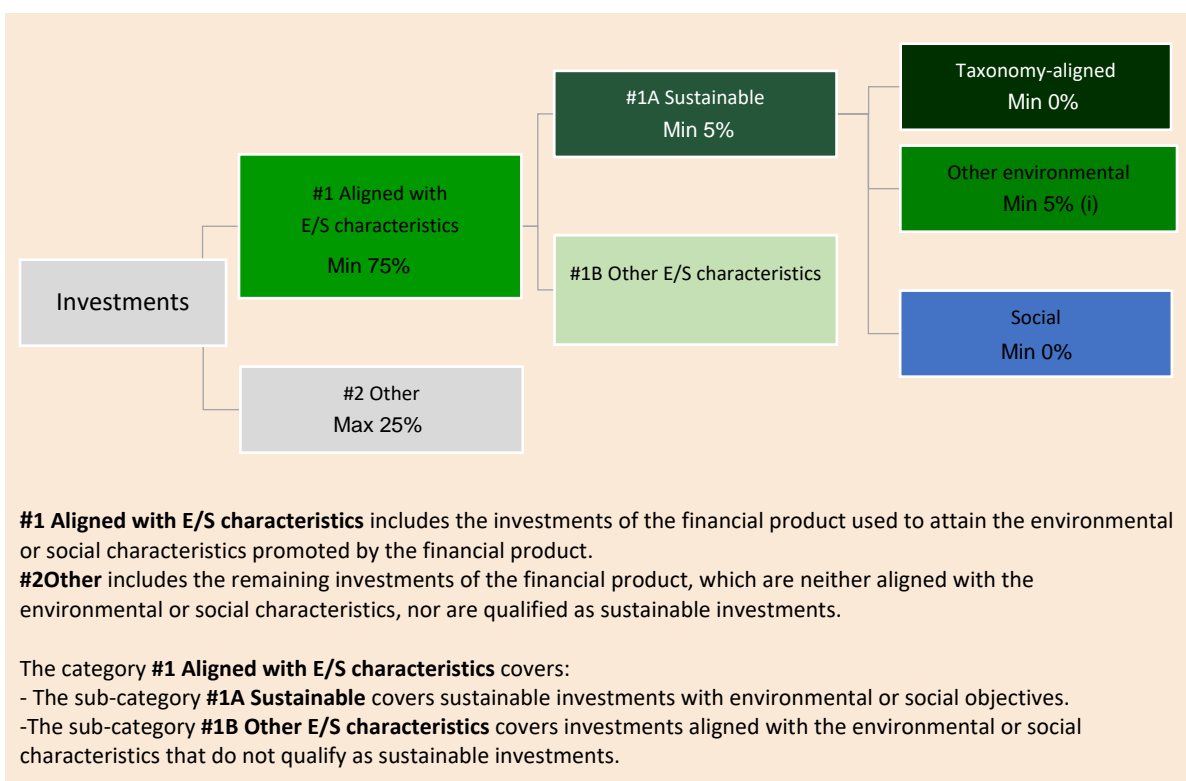 Investments
#1 Aligned with
E/S characteristics
Min 75%
#2 Other
Max 25%
#1A Sustainable
Min 5%
#1B Other E/S characteristics
Taxonomy-aligned
Min 0%
Other environmental
Min 5% (i)
Social
Min 0%
#1 Aligned with E/S characteristics includes the investments of the financial product used to attain the environmental
or social characteristics promoted by the financial product.
#2Other includes the remaining investments of the financial product, which are neither aligned with the
environmental or social characteristics, nor are qualified as sustainable investments.
The category #1 Aligned with E/S characteristics covers:
- The sub-category #1A Sustainable covers sustainable investments with environmental or social objectives.
-The sub-category #1B Other E/S characteristics covers investments aligned with the environmental or social
characteristics that do not qualify as sustainable investments.